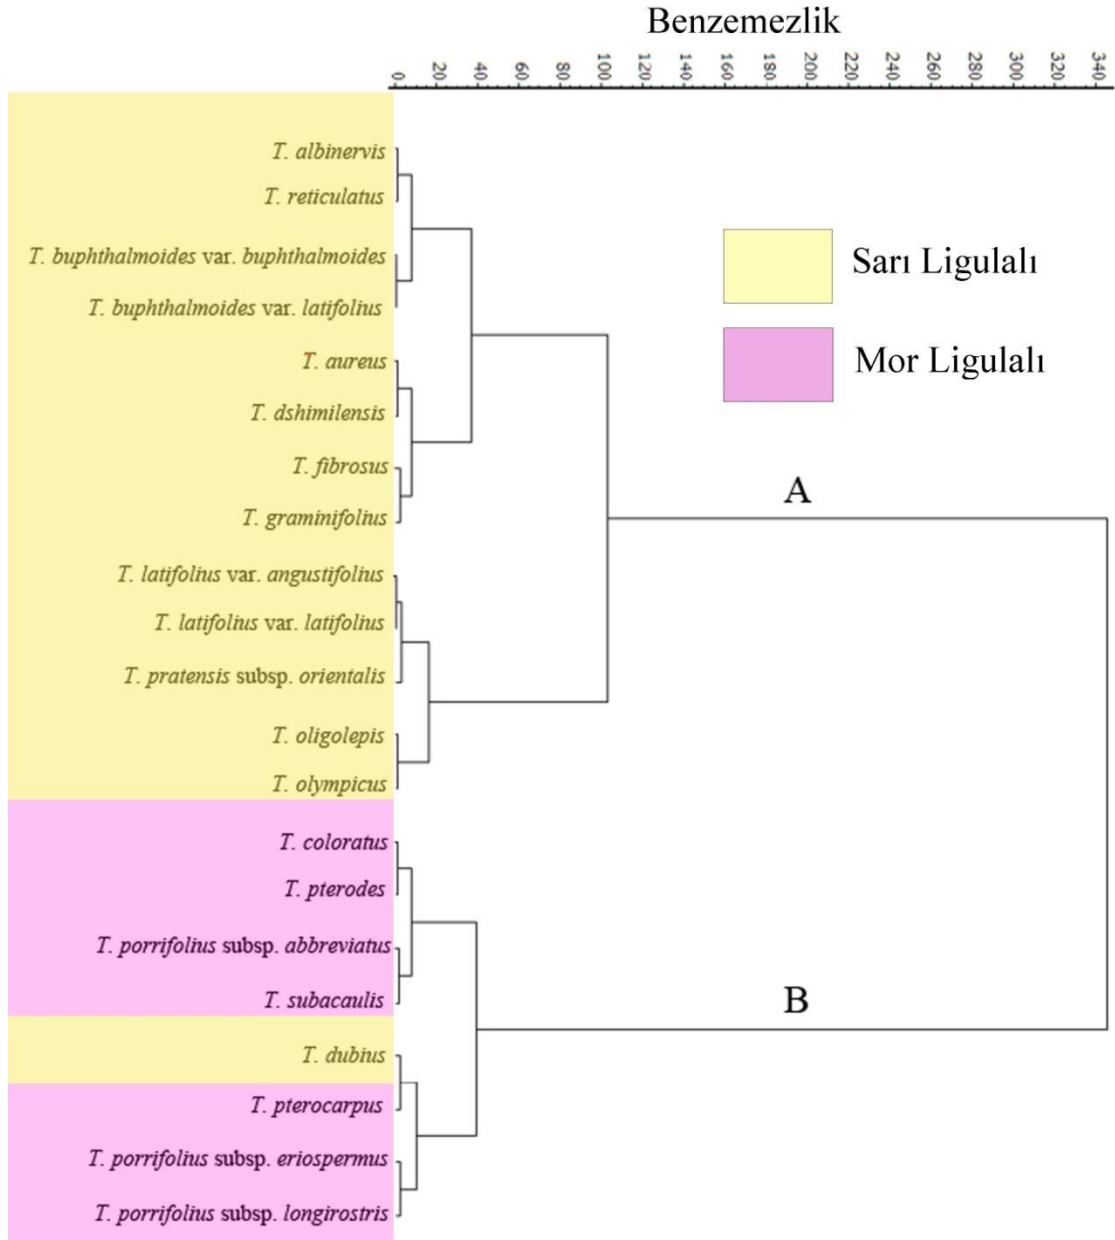 Benzemezlik
0 20 40 60 80 100 120 140 160 180 200 220 240 260 280 300 320 340
T. albinervis
T. reticulatus
T. buphthalmoides var. buphthalmoides
Sarı Ligulalı
T. buphthalmoides var. latifolius
T. aureus
Mor Ligulalı
T. dshimilensis
T. fibrosus
A
T. graminifolius
T. latifolius var. angustifolius
T. latifolius var. latifolius
T. pratensis subsp. orientalis
T. oligolepis
T. olympicus
T. coloratus
T. pterodes
T. porrifolius subsp. abbreviatus
T. subacaulis
B
T. dubius
T. pterocarpus
T. porrifolius subsp. eriospermus
T. porrifolius subsp. longirostris